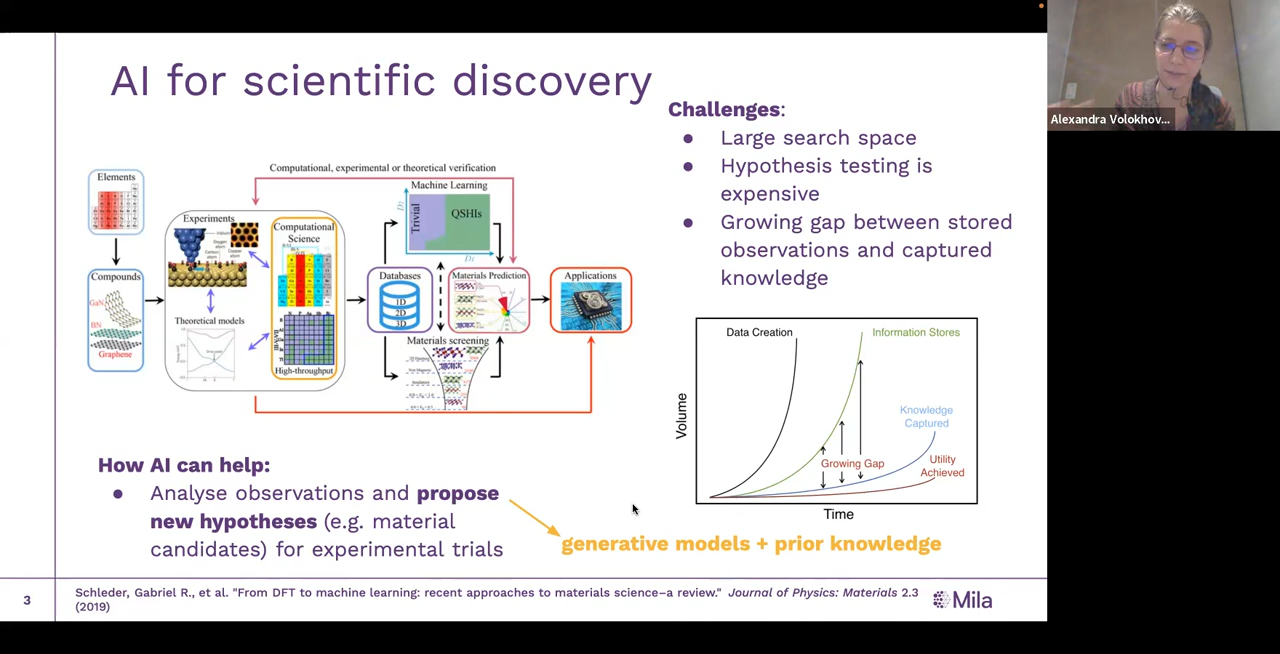 AI for scientific discovery
Challenges:
● Large search space
● Hypothesis testing is
expensive
● Growing gap between stored
observations and captured
knowledge
Alexandra Volokhov...
Computational, experimental or theoretical verification
Elements
Compounds
GaN
BN
Graphene
Experiments
Computational
Science
Theoretical models
High-throughput
Machine Learning
Trivial
QSHIs
Databases
1D
2D
3D
Materials Prediction
Applications
Materials screening
Data Creation
Information Stores
Knowledge
Captured
Growing Gap
Utility
Achieved
Volume
Time
How AI can help:
● Analyse observations and propose
new hypotheses (e.g. material
candidates) for experimental trials
generative models + prior knowledge
3
Schleder, Gabriel R., et al. "From DFT to machine learning: recent approaches to materials science–a review." Journal of Physics: Materials 2.3
(2019)
Mila